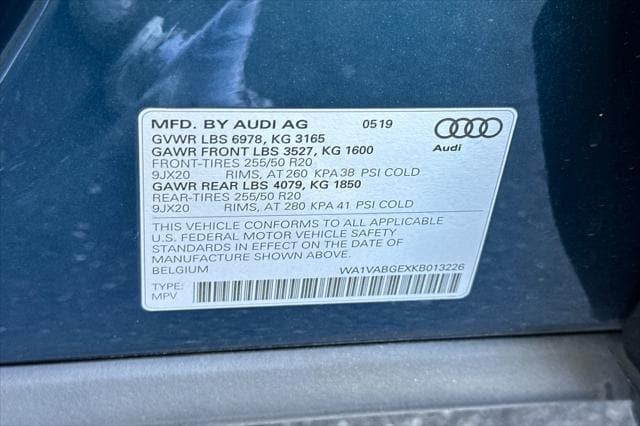 MFD. BY AUDI AG 0519
GVWR LBS 6978, KG 3165
GAWR FRONT LBS 3527, KG 1600
FRONT-TIRES 255/50 R20
9JX20 RIMS, AT 260 KPA 38 PSI COLD
GAWR REAR LBS 4079, KG 1850
REAR-TIRES 255/50 R20
9JX20 RIMS, AT 280 KPA 41 PSI COLD
Audi
THIS VEHICLE CONFORMS TO ALL APPLICABLE
U.S. FEDERAL MOTOR VEHICLE SAFETY
STANDARDS IN EFFECT ON THE DATE OF
MANUFACTURE SHOWN ABOVE.
BELGIUM WA1VABGEXKB013226
TYPE:
MPV